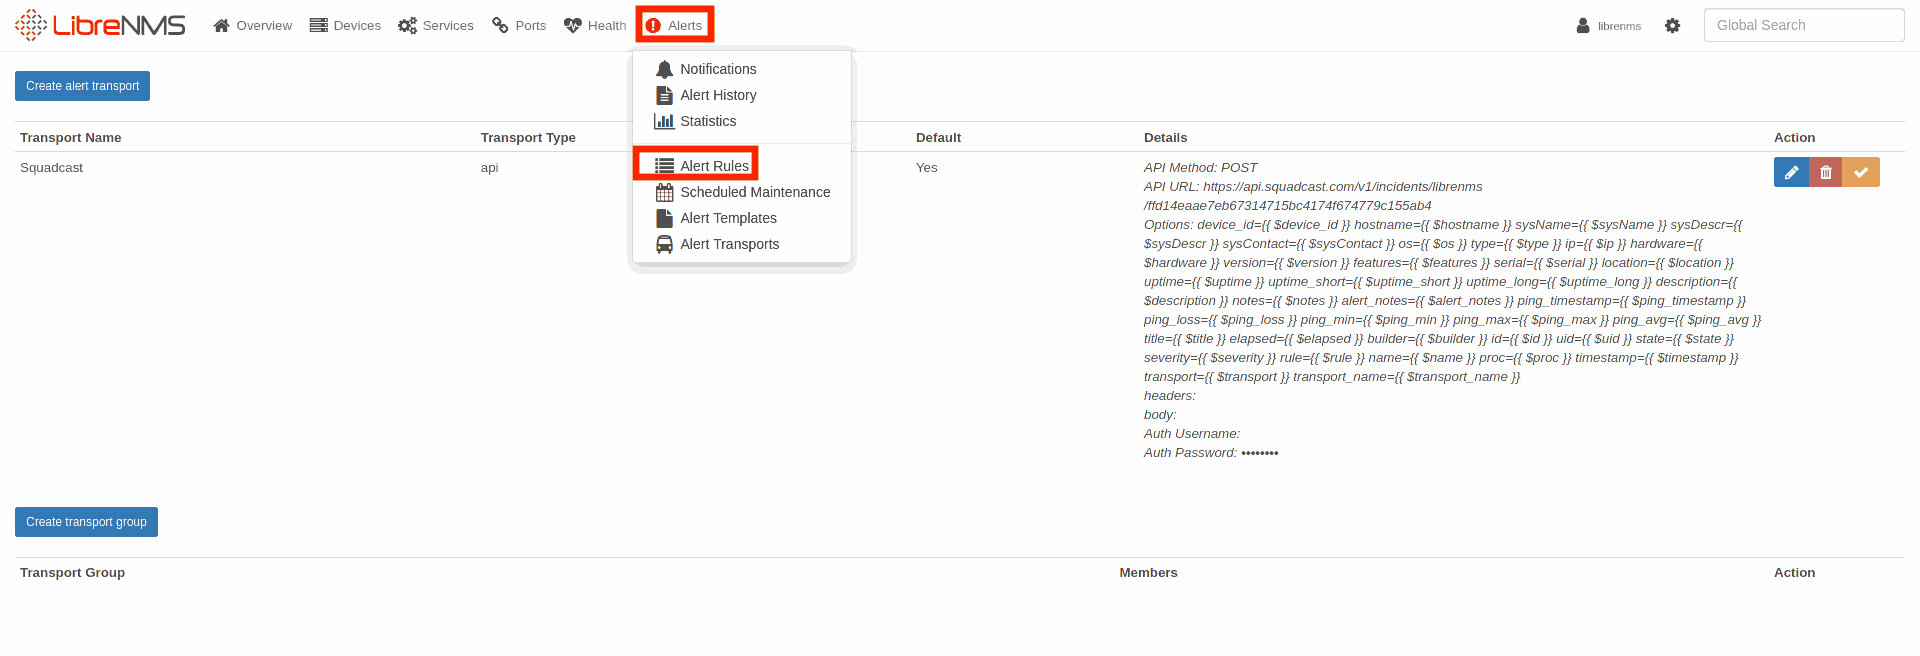 LibreNMS Overview Devices Services Ports Health Alerts librenms Global Search
Notifications
Alert History
Statistics
Alert Rules
Scheduled Maintenance
Alert Templates
Alert Transports
Create alert transport
Transport Name Transport Type Default Details Action
Squadcast api Yes API Method: POST
API URL: https://api.squadcast.com/v1/incidents/librenms
/ffd14eaae7eb67314715bc4174f674779c155ab4
Options: device_id={{ $device_id }} hostname={{ $hostname }} sysName={{ $sysName }} sysDescr={{
$sysDescr }} sysContact={{ $sysContact }} os={{ $os }} type={{ $type }} ip={{ $ip }} hardware={{
$hardware }} version={{ $version }} features={{ $features }} serial={{ $serial }} location={{ $location }}
uptime={{ $uptime }} uptime_short={{ $uptime_short }} uptime_long={{ $uptime_long }} description={{
$description }} notes={{ $notes }} alert_notes={{ $alert_notes }} ping_timestamp={{ $ping_timestamp }}
ping_loss={{ $ping_loss }} ping_min={{ $ping_min }} ping_max={{ $ping_max }} ping_avg={{ $ping_avg }}
title={{ $title }} elapsed={{ $elapsed }} builder={{ $builder }} id={{ $id }} uid={{ $uid }} state={{ $state }}
severity={{ $severity }} rule={{ $rule }} name={{ $name }} proc={{ $proc }} timestamp={{ $timestamp }}
transport={{ $transport }} transport_name={{ $transport_name }}
headers:
body:
Auth Username:
Auth Password: ••••••••
Create transport group
Transport Group Members Action